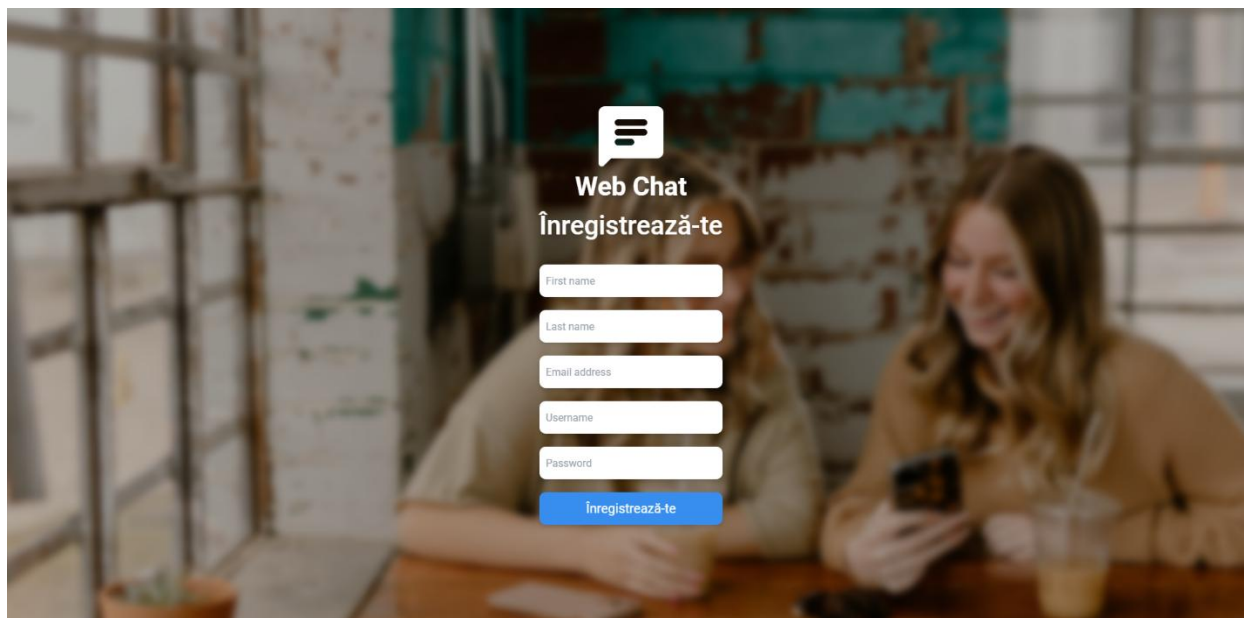 Web Chat
Înregistrează-te
First name
Last name
Email address
Username
Password
Înregistrează-te